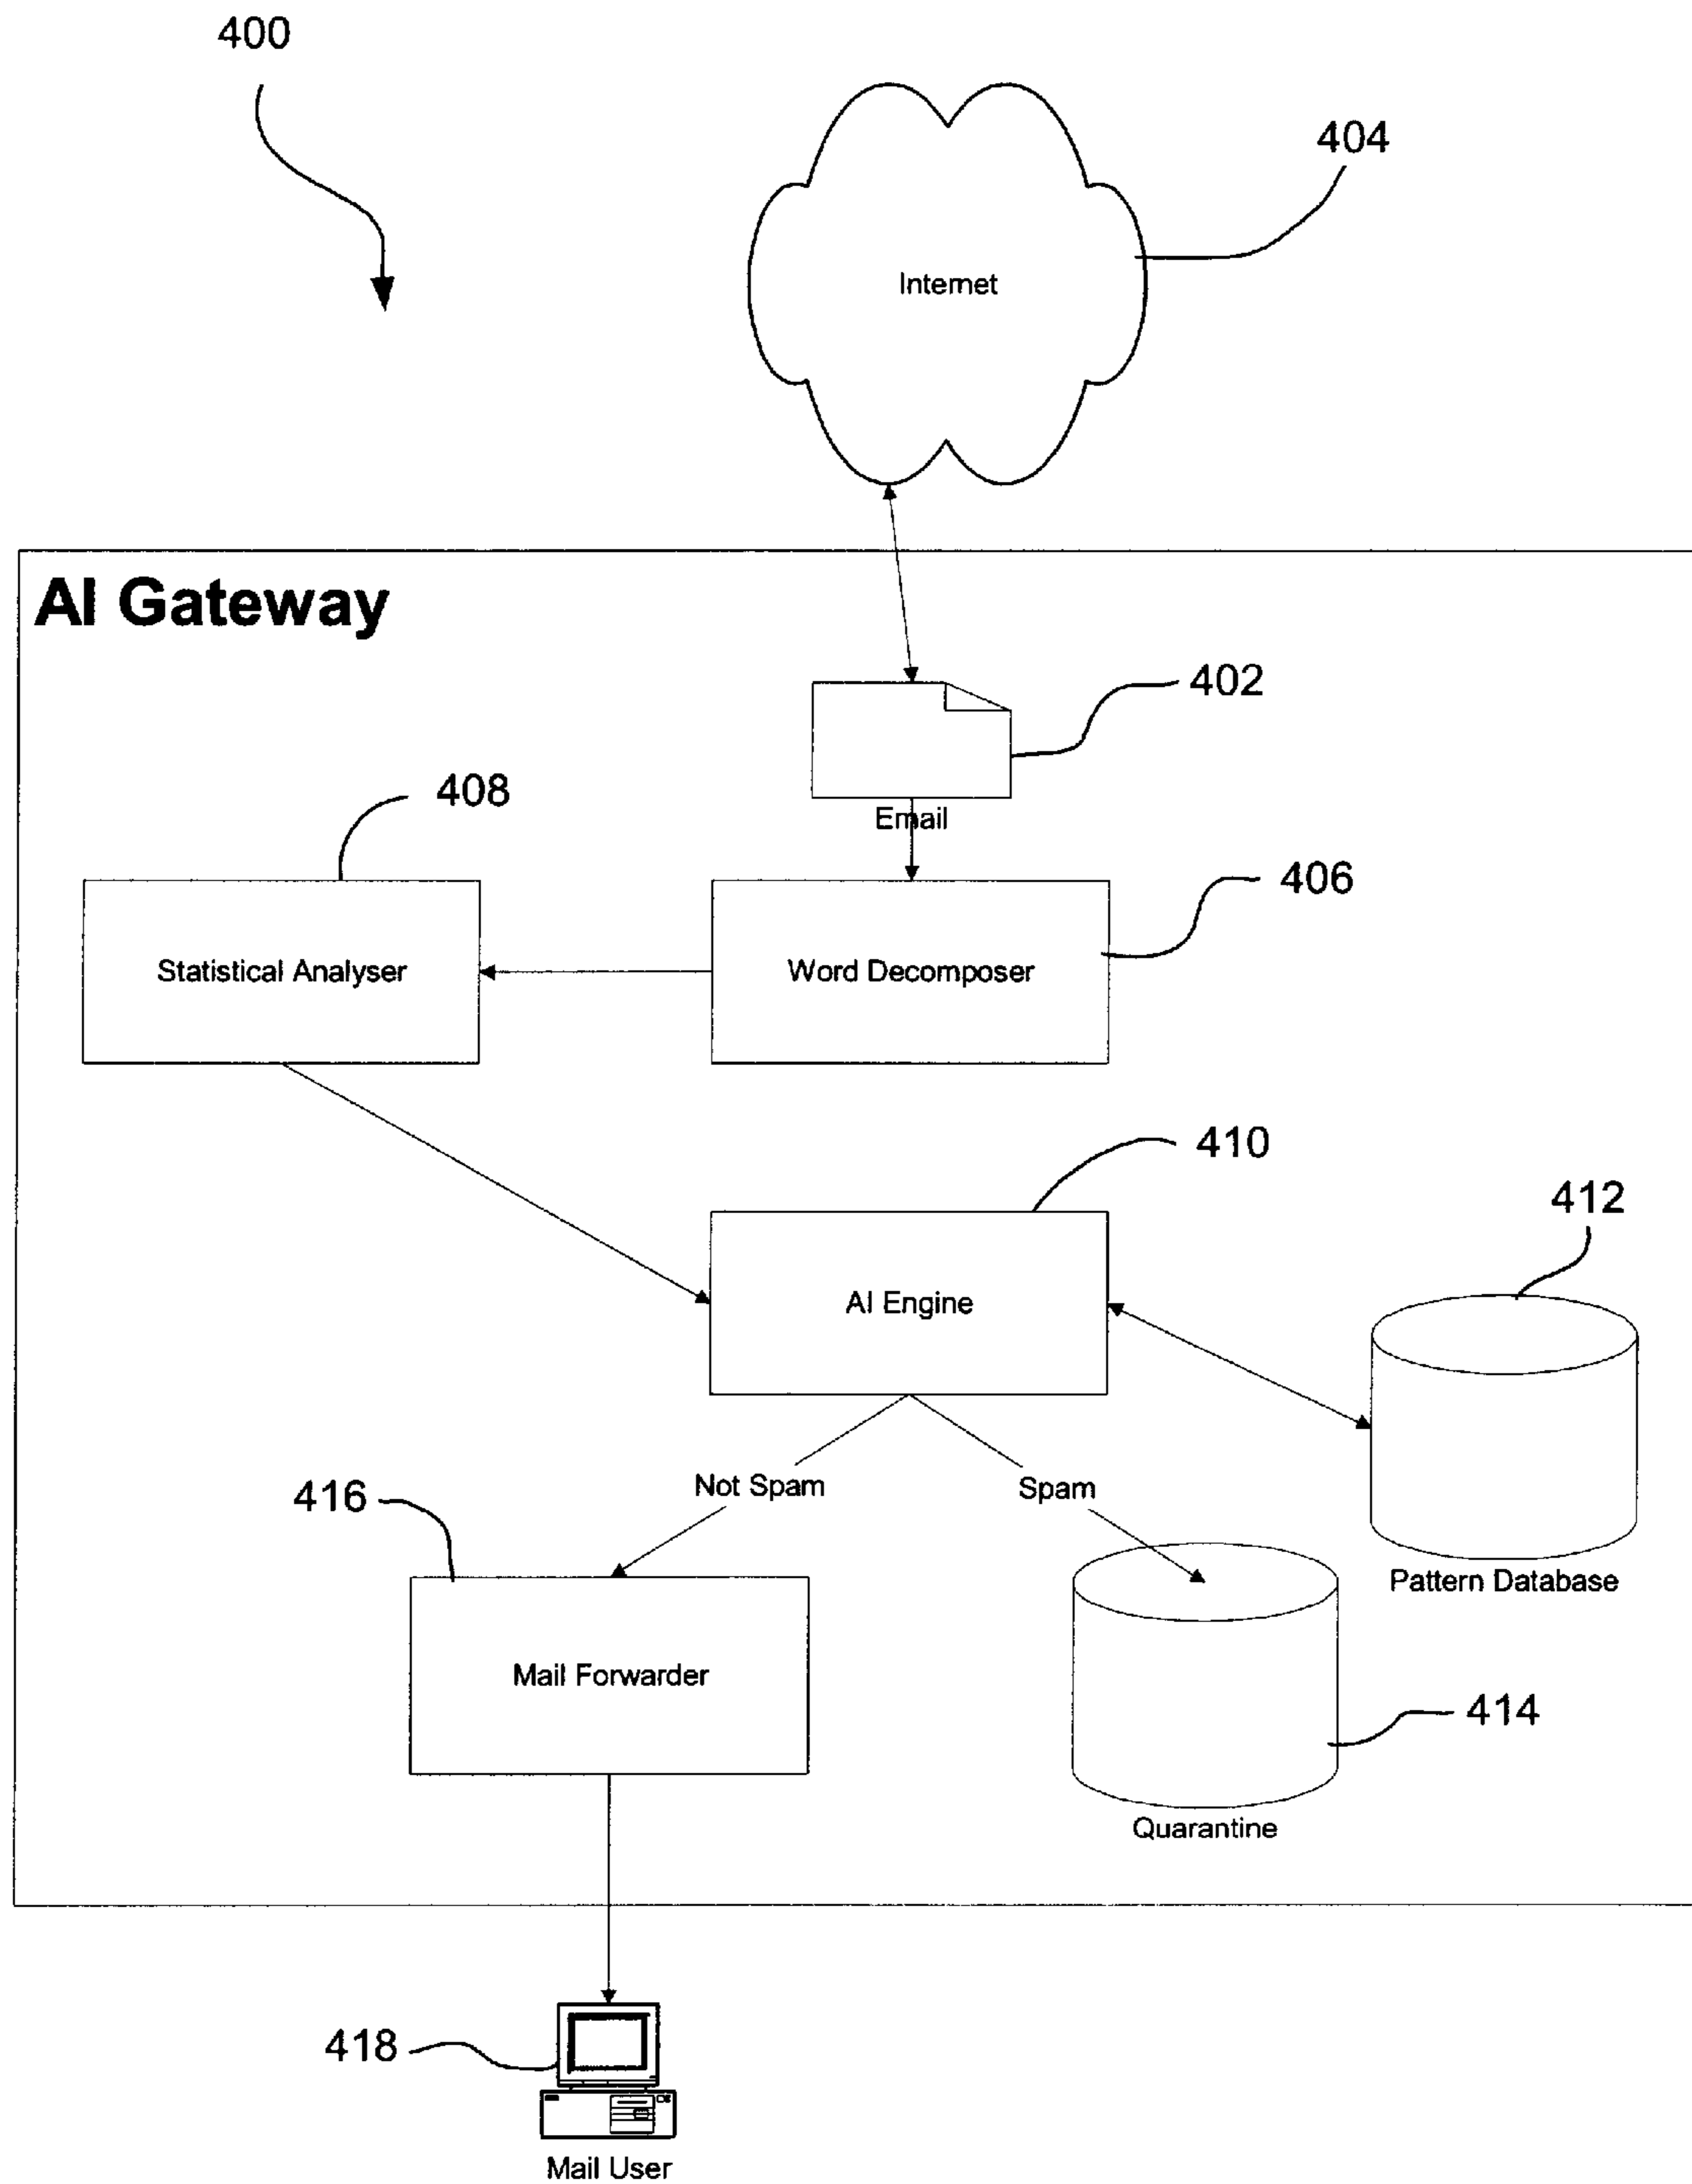 400
404
Internet
AI Gateway
402
Email
408
406
Statistical Analyser
Word Decomposer
410
412
AI Engine
Not Spam
Spam
416
Pattern Database
Mail Forwarder
414
Quarantine
418
Mail User